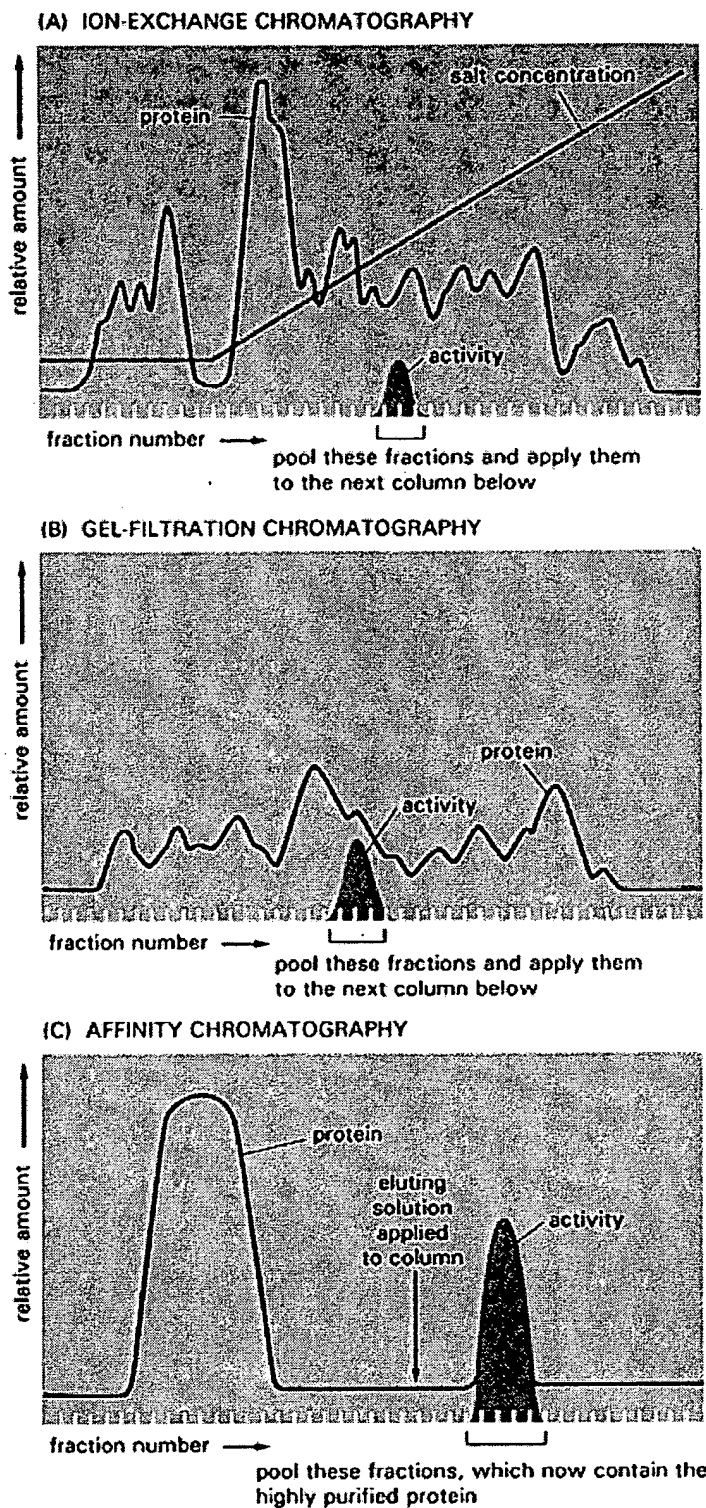 (A) ION-EXCHANGE CHROMATOGRAPHY
salt concentration
protein
relative amount
activity
fraction number
pool these fractions and apply them
to the next column below
(B) GEL-FILTRATION CHROMATOGRAPHY
relative amount
protein
activity
fraction number
pool these fractions and apply them
to the next column below
(C) AFFINITY CHROMATOGRAPHY
relative amount
protein
eluting
solution
applied
to column
activity
fraction number
pool these fractions, which now contain the
highly purified protein